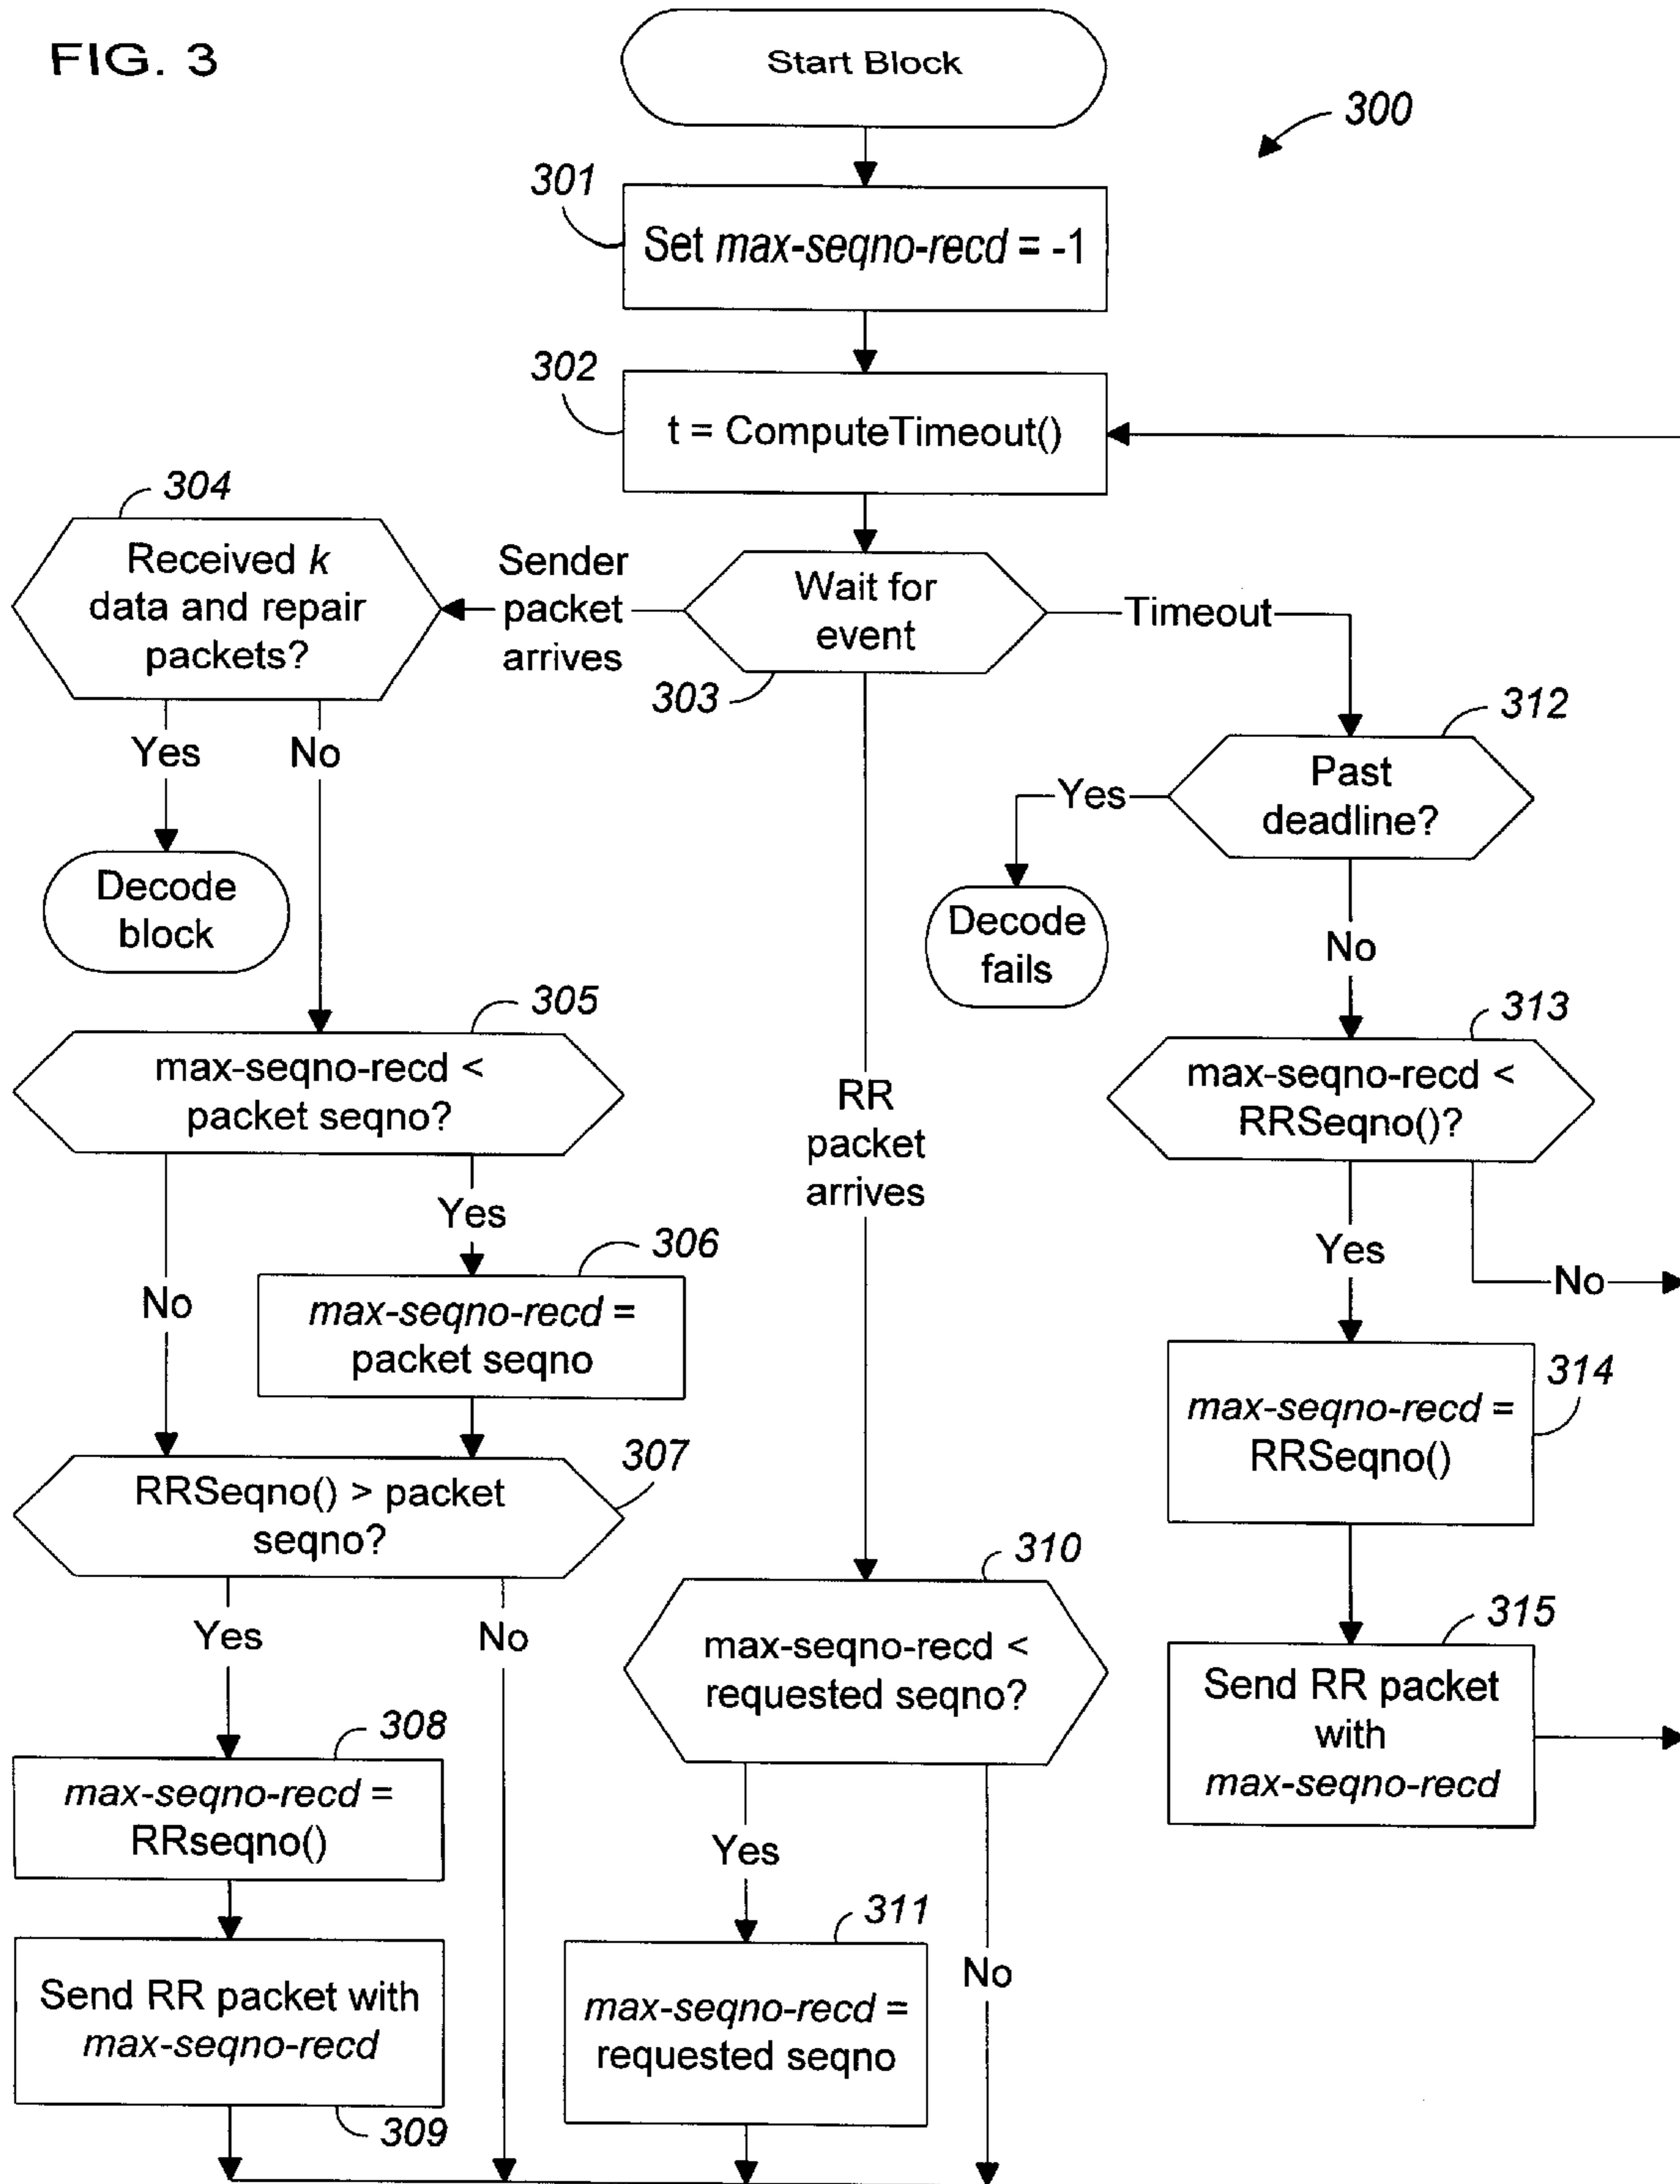 FIG. 3
Start Block
300
301
Set max-seqno-recd = -1
302
t = ComputeTimeout()
304
Received k
data and repair
packets?
Sender
packet
arrives
Wait for
event
303
Timeout
312
Past
deadline?
Yes
No
Yes
Decode
block
Decode
fails
No
305
max-seqno-recd <
packet seqno?
313
max-seqno-recd <
RRSeqno()?
RR
packet
arrives
Yes
No
306
max-seqno-recd =
packet seqno
Yes
No
314
max-seqno-recd =
RRSeqno()
307
RRSeqno() > packet
seqno?
310
max-seqno-recd <
requested seqno?
Yes
No
315
Send RR packet
with
max-seqno-recd
308
max-seqno-recd =
RRseqno()
Yes
No
311
max-seqno-recd =
requested seqno
Send RR packet with
max-seqno-recd
309